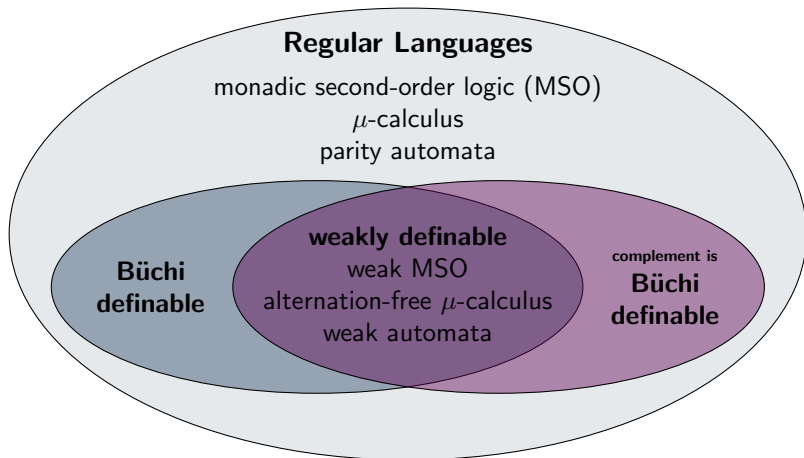 Regular Languages
monadic second-order logic (MSO)
μ-calculus
parity automata
Büchi
definable
weakly definable
weak MSO
alternation-free μ-calculus
weak automata
complement is
Büchi
definable